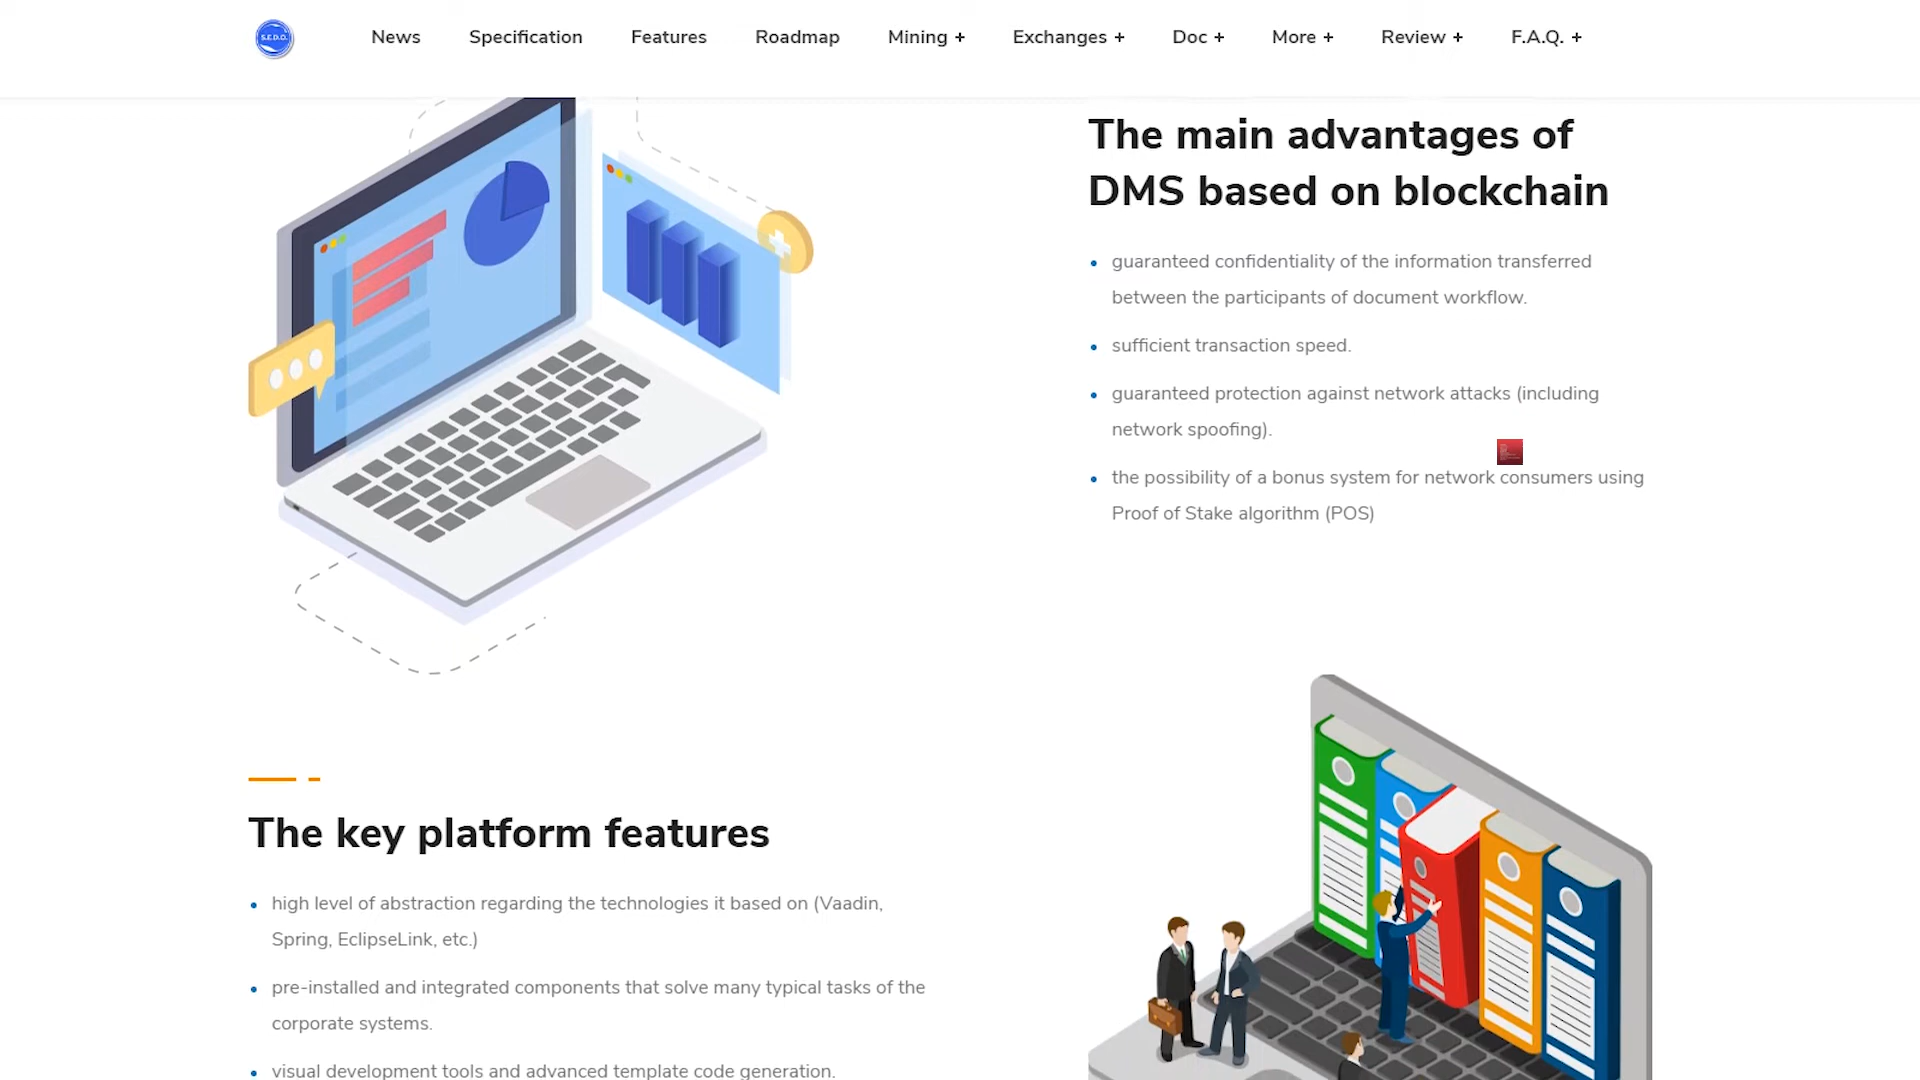 S.E.D.O.
News Specification Features Roadmap Mining + Exchanges + Doc + More + Review + F.A.Q. +
The main advantages of
DMS based on blockchain
guaranteed confidentiality of the information transferred
between the participants of document workflow.
sufficient transaction speed.
guaranteed protection against network attacks (including
network spoofing).
the possibility of a bonus system for network consumers using
Proof of Stake algorithm (POS)
The key platform features
high level of abstraction regarding the technologies it based on (Vaadin,
Spring, EclipseLink, etc.)
pre-installed and integrated components that solve many typical tasks of the
corporate systems.
visual development tools and advanced template code generation.